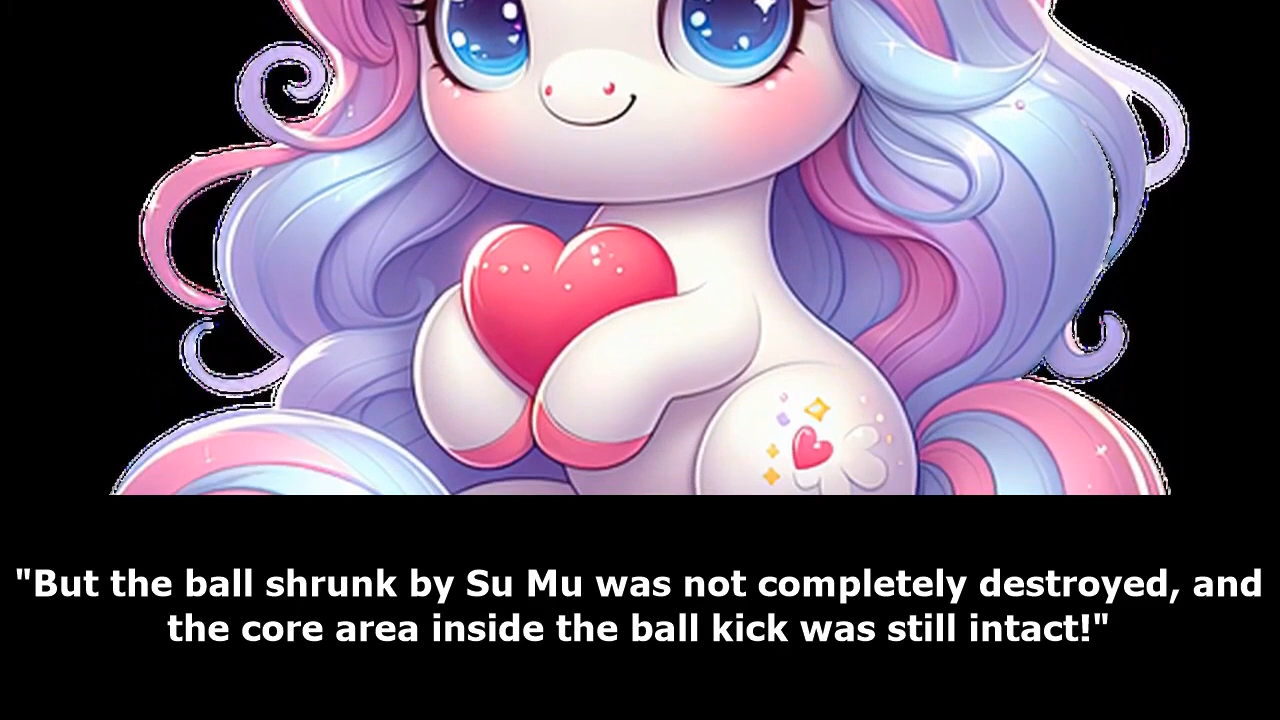 "But the ball shrunk by Su Mu was not completely destroyed, and
the core area inside the ball kick was still intact!"